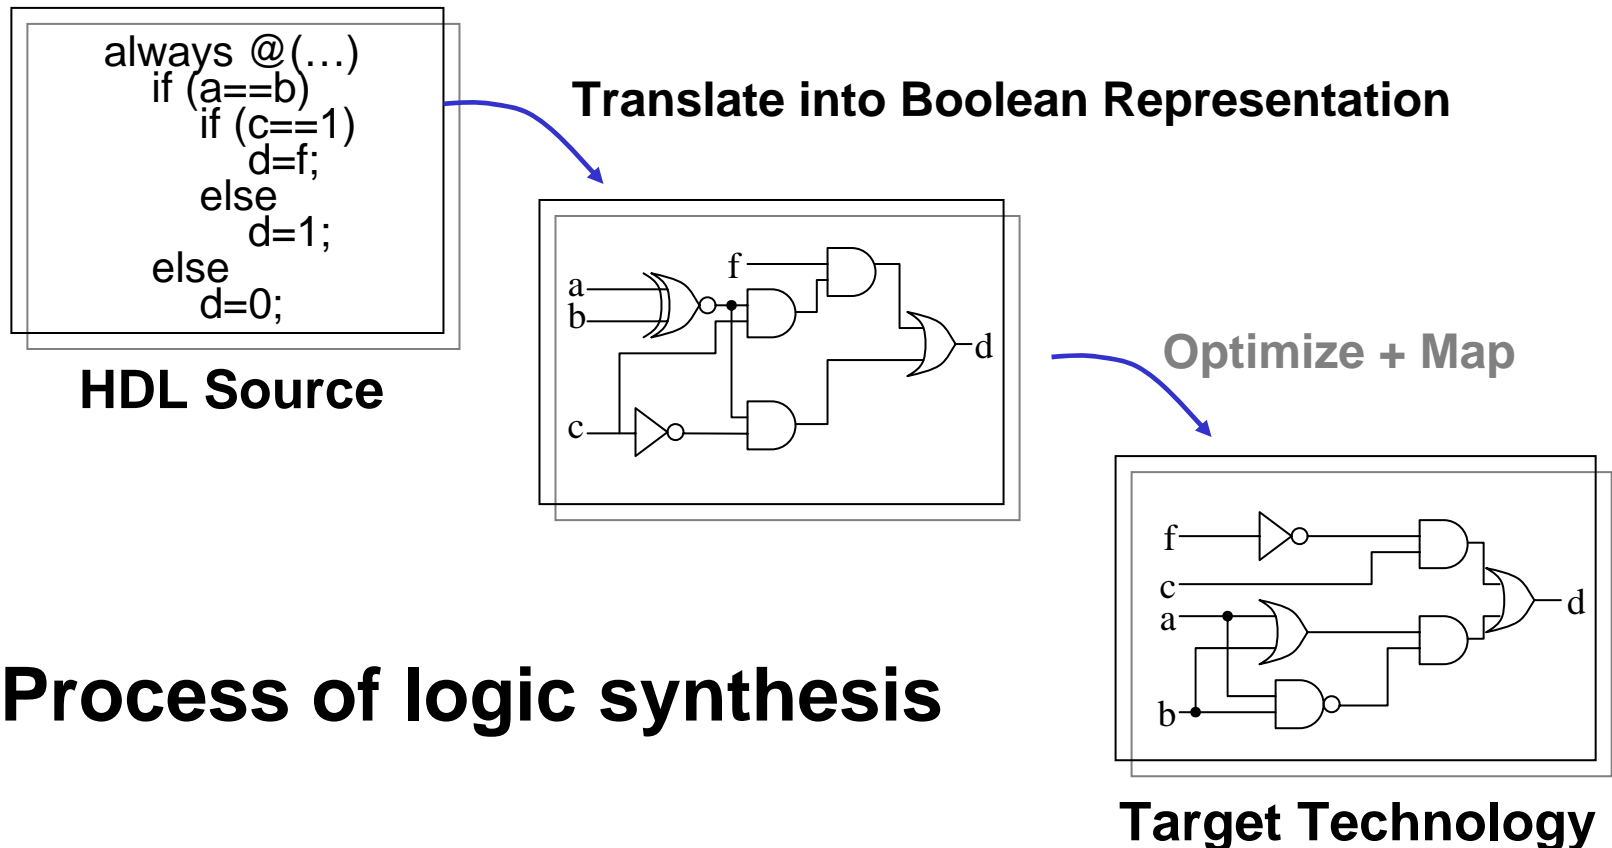 always @(…)
if (a==b)
if (c==1)
d=f;
else
d=1;
else
d=0;
HDL Source
Translate into Boolean Representation
f
a
b
d
c
Optimize + Map
f
c
a
d
b
Process of logic synthesis
Target Technology